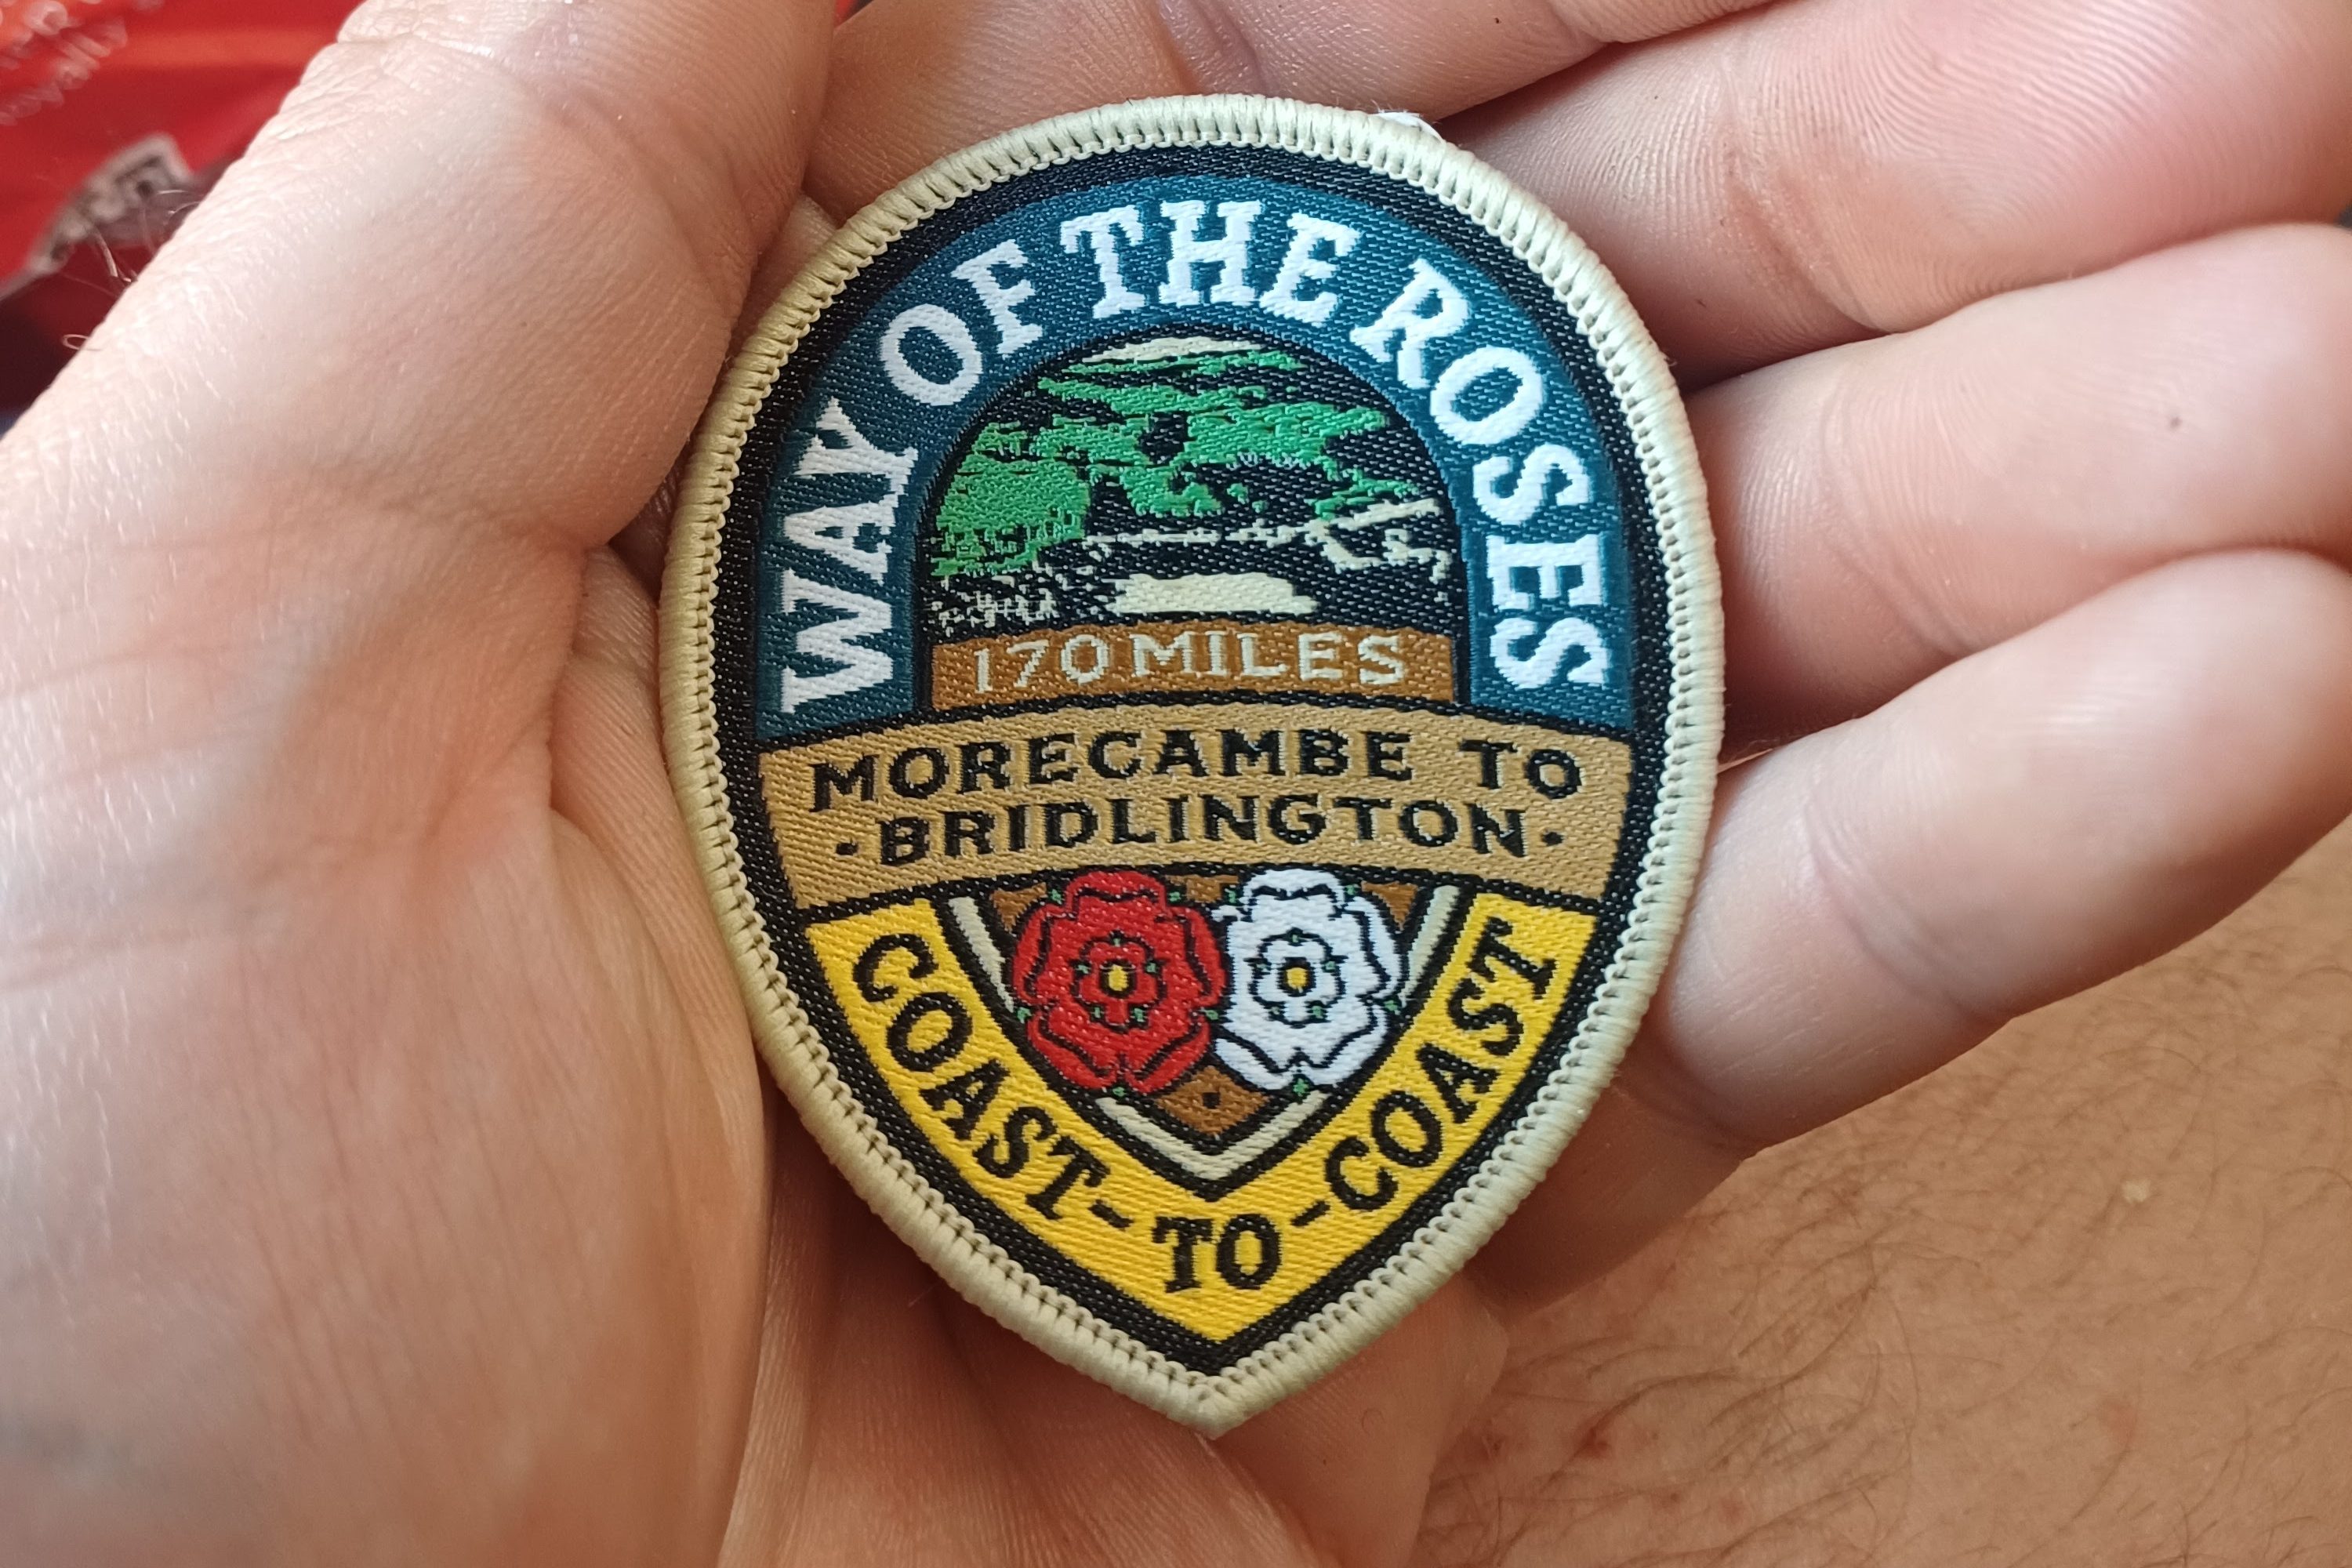 WAY OF THE ROSES
170 MILES
MORECAMBE TO
·BRIDLINGTON·
COAST-TO-COAST